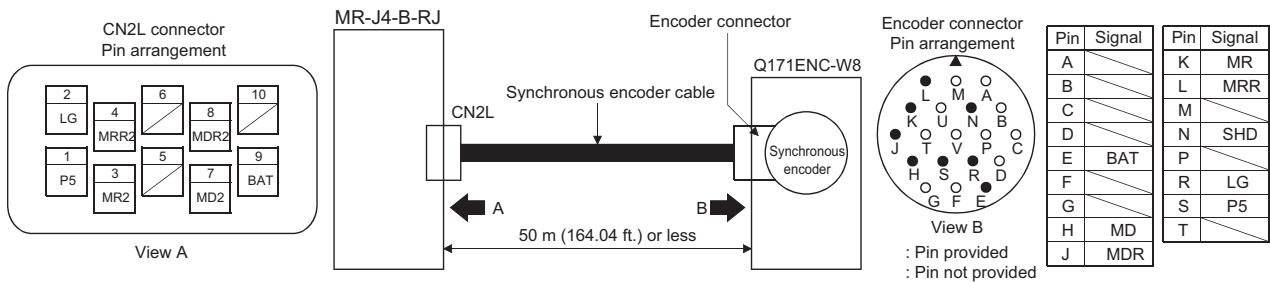 CN2L connector
Pin arrangement
2
LG
4
MRR2
6
8
MDR2
10
1
P5
3
MR2
5
7
MD2
9
BAT
View A
MR-J4-B-RJ
CN2L
Synchronous encoder cable
Encoder connector
Q171ENC-W8
Synchronous
encoder
A
B
50 m (164.04 ft.) or less
Encoder connector
Pin arrangement
L M A
K U N B
J T V P C
H S R D
G F E
View B
: Pin provided
: Pin not provided
Pin Signal
A
B
C
D
E BAT
F
G
H MD
J MDR
Pin Signal
K MR
L MRR
M
N SHD
P
R LG
S P5
T